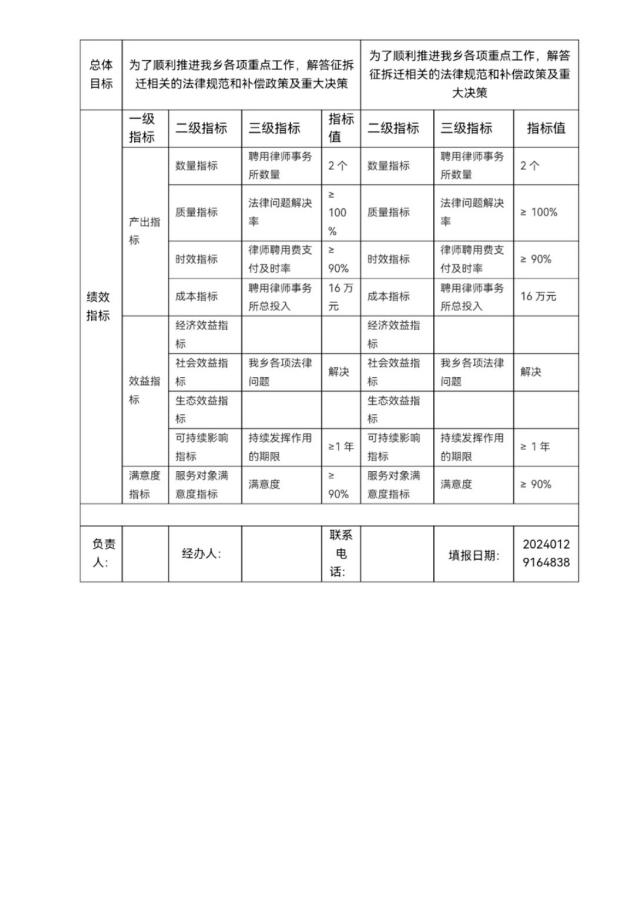 总体
目标
为了顺利推进我乡各项重点工作，解答征拆
迁相关的法律规范和补偿政策及重大决策
为了顺利推进我乡各项重点工作，解答
征拆迁相关的法律规范和补偿政策及重
大决策
绩效
指标
一级
指标
二级指标
三级指标
指标
值
二级指标
三级指标
指标值
产出指
标
数量指标
聘用律师事务
所数量
2 个
数量指标
聘用律师事务
所数量
2 个
质量指标
法律问题解决
率
≥
100
%
质量指标
法律问题解决
率
≥ 100%
时效指标
律师聘用费支
付及时率
≥
90%
时效指标
律师聘用费支
付及时率
≥ 90%
成本指标
聘用律师事务
所总投入
16 万
元
成本指标
聘用律师事务
所总投入
16 万元
效益指
标
经济效益指
标
经济效益指
标
社会效益指
标
我乡各项法律
问题
解决
社会效益指
标
我乡各项法律
问题
解决
生态效益指
标
生态效益指
标
可持续影响
指标
持续发挥作用
的期限
≥1 年
可持续影响
指标
持续发挥作用
的期限
≥ 1 年
满意度
指标
服务对象满
意度指标
满意度
≥
90%
服务对象满
意度指标
满意度
≥ 90%
负责
人：
经办人：
联系
电
话：
填报日期：
2024012
9164838